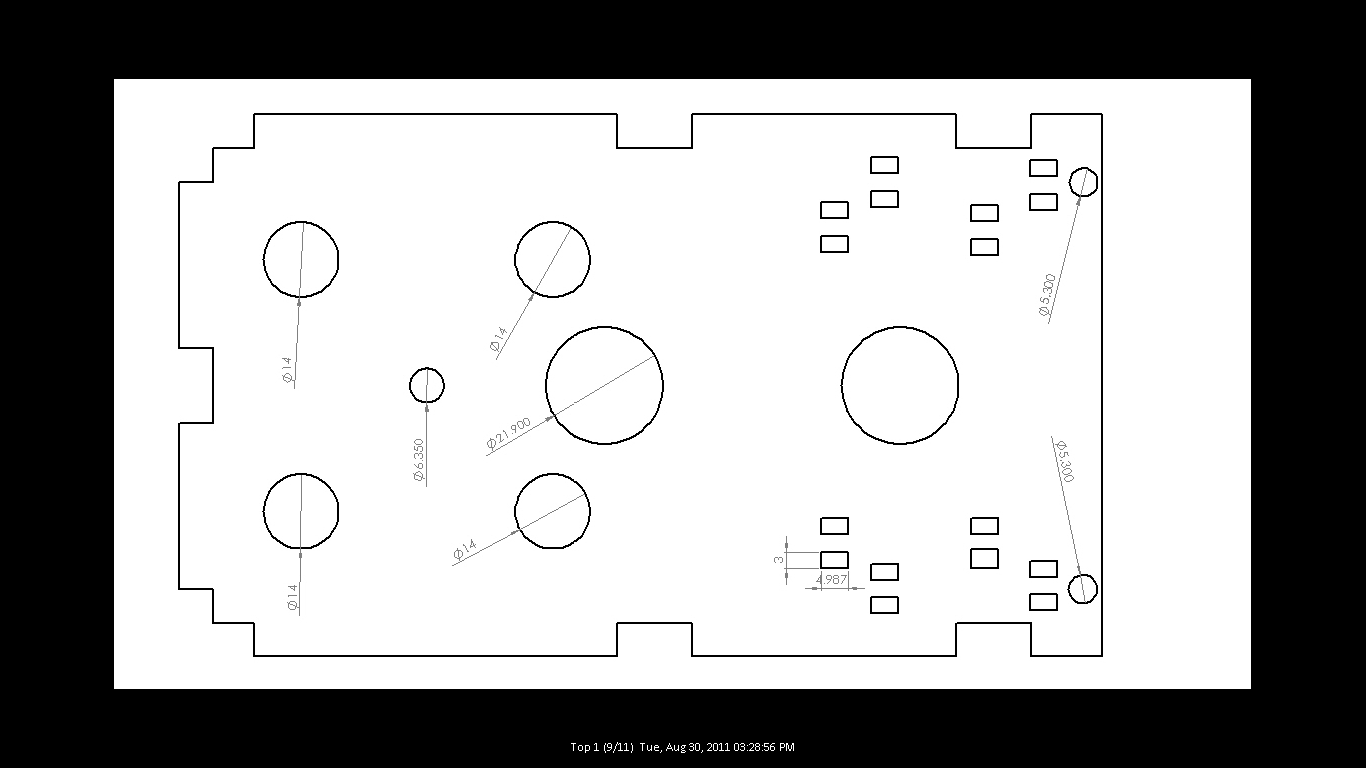 Ø5.300
Ø14
Ø14
Ø21.900
Ø6.350
Ø5.300
Ø14
3
4.987
Ø14
Top 1 (9/11) Tue, Aug 30, 2011 03:28:56 PM